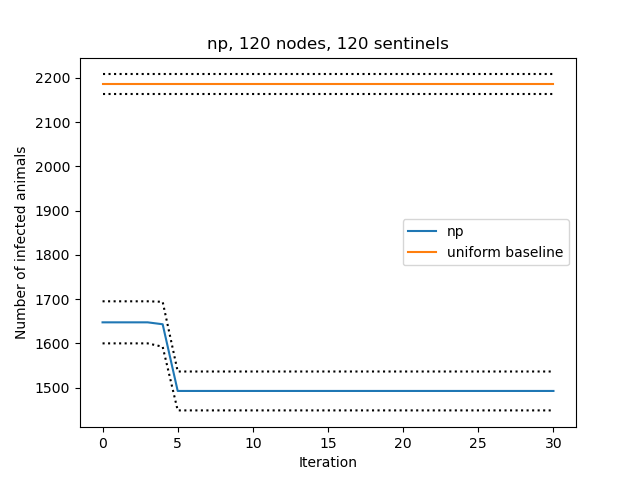 np, 120 nodes, 120 sentinels
Number of infected animals
2200
2100
2000
1900
1800
1700
1600
1500
np
uniform baseline
0 5 10 15 20 25 30
Iteration